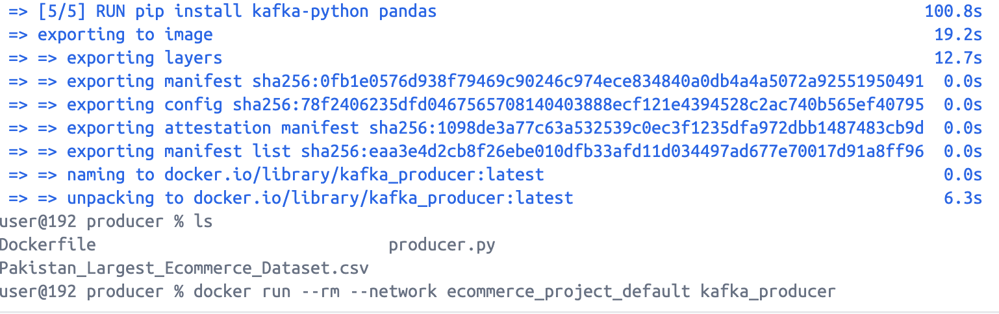 => [5/5] RUN pip install kafka-python pandas 100.8s
=> exporting to image 19.2s
=> => exporting layers 12.7s
=> => exporting manifest sha256:0fb1e0576d938f79469c90246c974ece834840a0db4a4a5072a92551950491 0.0s
=> => exporting config sha256:78f2406235dfd0467565708140403888ecf121e4394528c2ac740b565ef40795 0.0s
=> => exporting attestation manifest sha256:1098de3a77c63a532539c0ec3f1235dfa972dbb1487483cb9d 0.0s
=> => exporting manifest list sha256:eaa3e4d2cb8f26ebe010dfb33afd11d034497ad677e70017d91a8ff96 0.0s
=> => naming to docker.io/library/kafka_producer:latest 0.0s
=> => unpacking to docker.io/library/kafka_producer:latest 6.3s
user@192 producer % ls
Dockerfile producer.py
Pakistan_Largest_Ecommerce_Dataset.csv
user@192 producer % docker run --rm --network ecommerce_project_default kafka_producer